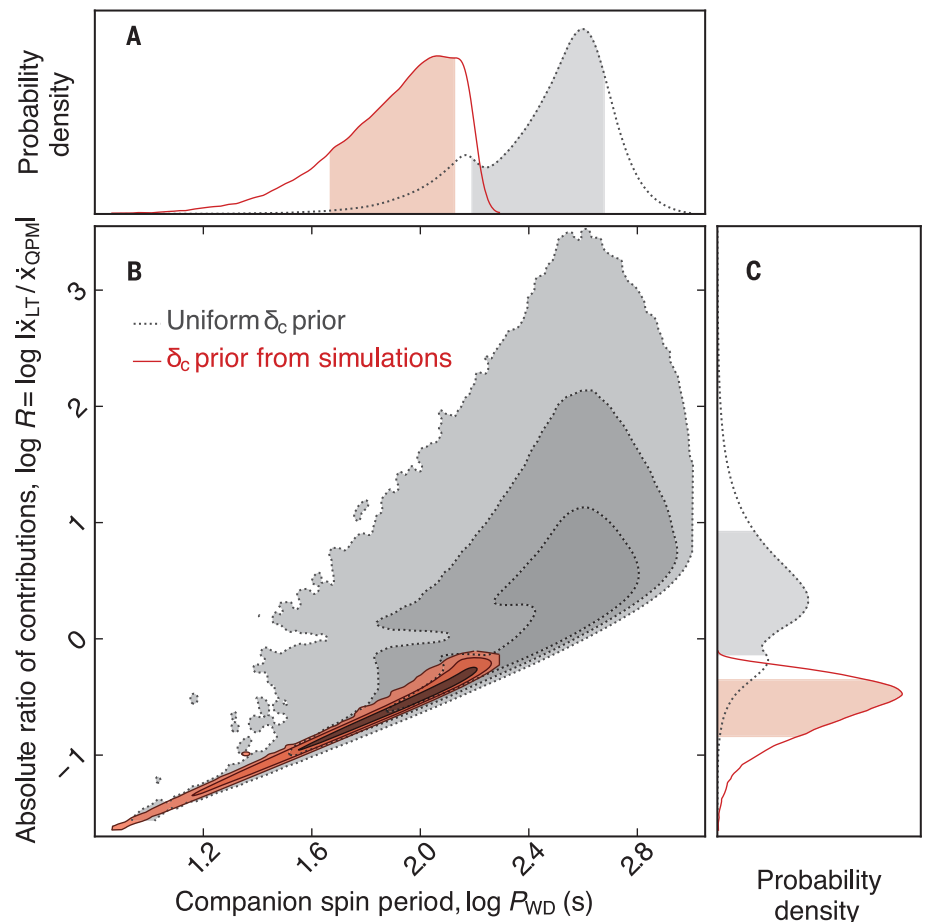 Probability
density
A
B
C
Uniform δc prior
δc prior from simulations
Absolute ratio of contributions, log R = log |ẋLT / ẋQPM|
3
2
1
0
−1
1.2
1.6
2.0
2.4
2.8
Companion spin period, log PWD (s)
Probability
density